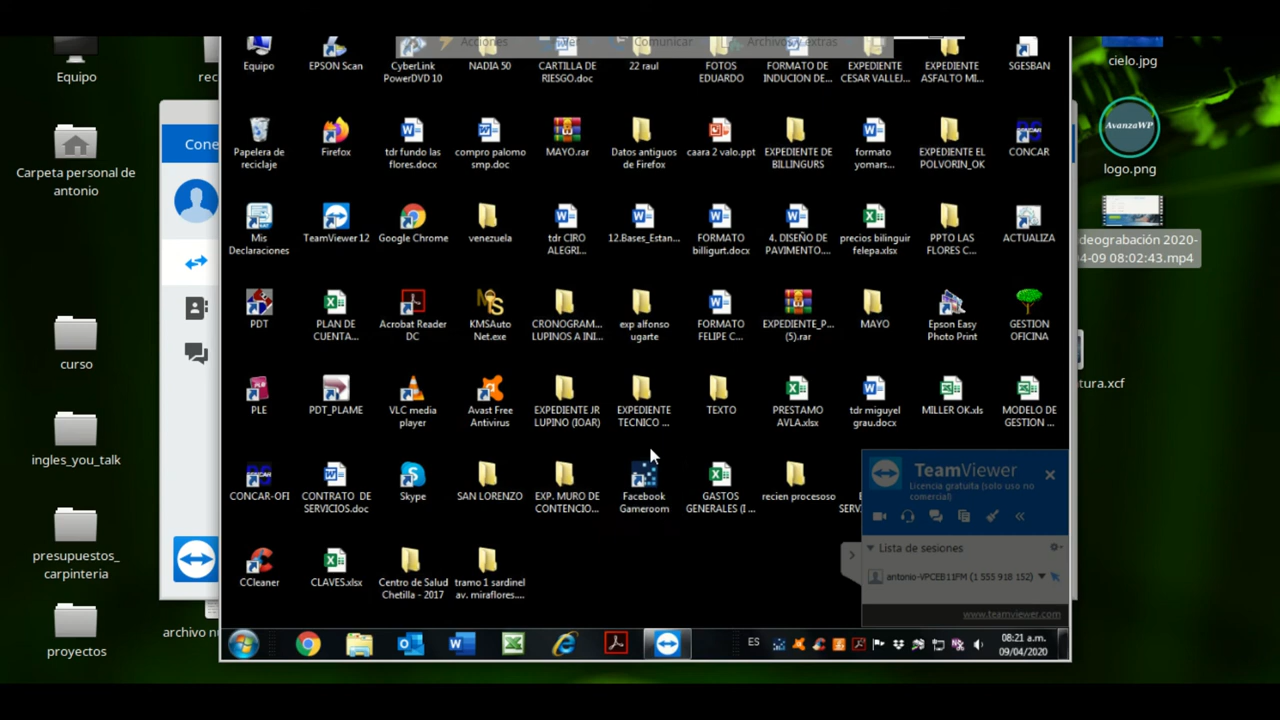 Acciones
Ver
Comunicar
Archivos y extras
Equipo
Carpeta personal de
antonio
curso
ingles_you_talk
presupuestos_
carpinteria
proyectos
rec
Cone
archivo nu
Equipo
EPSON Scan
CyberLink
PowerDVD 10
NADIA 50
CARTILLA DE
RIESGO.doc
22 raul
FOTOS
EDUARDO
FORMATO DE
INDUCION DE...
EXPEDIENTE
CESAR VALLEJ...
EXPEDIENTE
ASFALTO MI...
SGESBAN
Papelera de
reciclaje
Firefox
tdr fundo las
flores.docx
compro palomo
smp.doc
MAYO.rar
Datos antiguos
de Firefox
caara 2 valo.ppt
EXPEDIENTE DE
BILLINGURS
formato
yomars...
EXPEDIENTE EL
POLVORIN_OK
CONCAR
Mis
Declaraciones
TeamViewer 12
Google Chrome
venezuela
tdr CIRO
ALEGRI...
12.Bases_Estan...
FORMATO
billigurt.docx
4. DISEÑO DE
PAVIMENTO....
precios bilinguir
felepa.xlsx
PPTO LAS
FLORES C...
ACTUALIZA
PDT
PLAN DE
CUENTA...
Acrobat Reader
DC
KMSAuto
Net.exe
CRONOGRAM...
LUPINOS A INI...
exp alfonso
ugarte
FORMATO
FELIPE C...
EXPEDIENTE_P...
(5).rar
MAYO
Epson Easy
Photo Print
GESTION
OFICINA
PLE
PDT_PLAME
VLC media
player
Avast Free
Antivirus
EXPEDIENTE JR
LUPINO (IOAR)
EXPEDIENTE
TECNICO ...
TEXTO
PRESTAMO
AVLA.xlsx
tdr miguyel
grau.docx
MILLER OK.xls
MODELO DE
GESTION ...
CONCAR-OFI
CONTRATO DE
SERVICIOS.doc
Skype
SAN LORENZO
EXP. MURO DE
CONTENCIO...
Facebook
Gameroom
GASTOS
GENERALES (I ...
recien procesoso
CCleaner
CLAVES.xlsx
Centro de Salud
Chetilla - 2017
tramo 1 sardinel
av. miraflores....
TeamViewer
Licencia gratuita (solo uso no
comercial)
Lista de sesiones
antonio-VPCEB11FM (1 555 918 152)
www.teamviewer.com
ES
08:21 a.m.
09/04/2020
cielo.jpg
AvanzaWP
logo.png
deograbación 2020-
04-09 08:02:43.mp4
tura.xcf